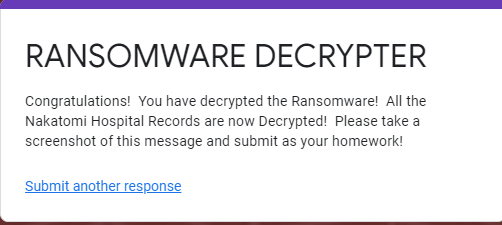 RANSOMWARE DECRYPTER
Congratulations!  You have decrypted the Ransomware!  All the
Nakatomi Hospital Records are now Decrypted!  Please take a
screenshot of this message and submit as your homework!
Submit another response